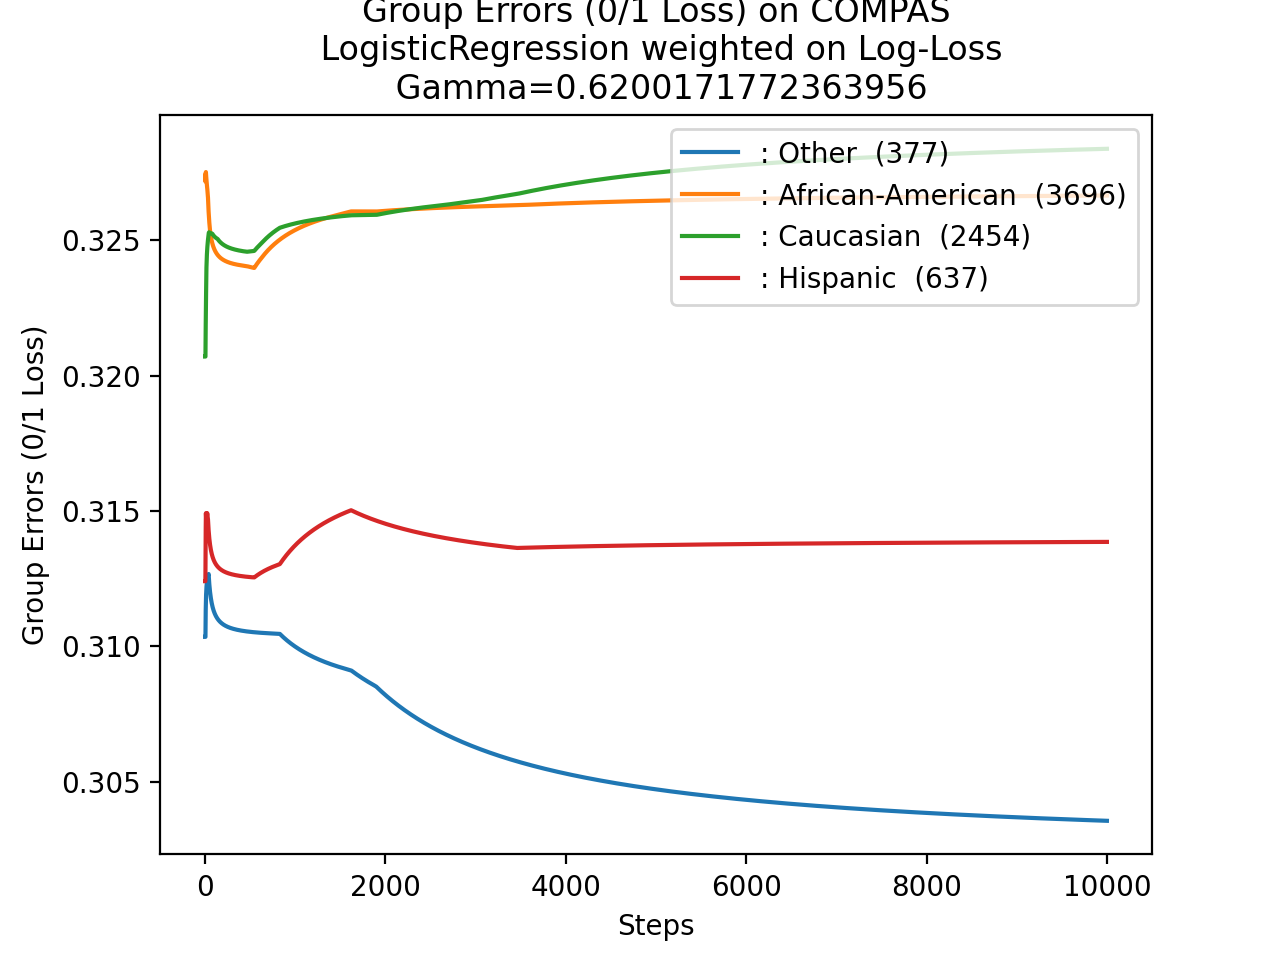 Group Errors (0/1 Loss) on COMPAS
LogisticRegression weighted on Log-Loss
Gamma=0.6200171772363956
: Other (377)
: African-American (3696)
: Caucasian (2454)
: Hispanic (637)
Group Errors (0/1 Loss)
0.325
0.320
0.315
0.310
0.305
0 2000 4000 6000 8000 10000
Steps